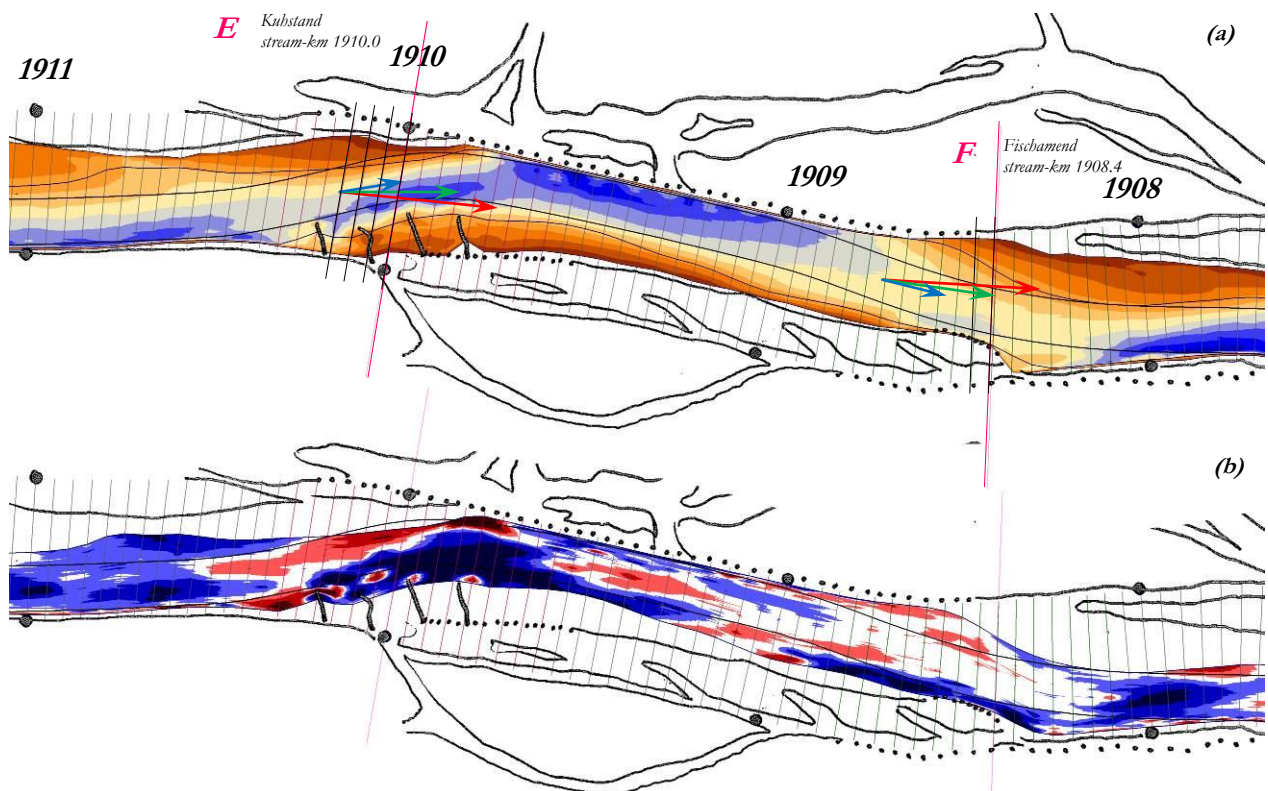 E
Kuhstand
stream-km 1910.0
(a)
1911
1910
F
Fischamend
stream-km 1908.4
1909
1908
(b)